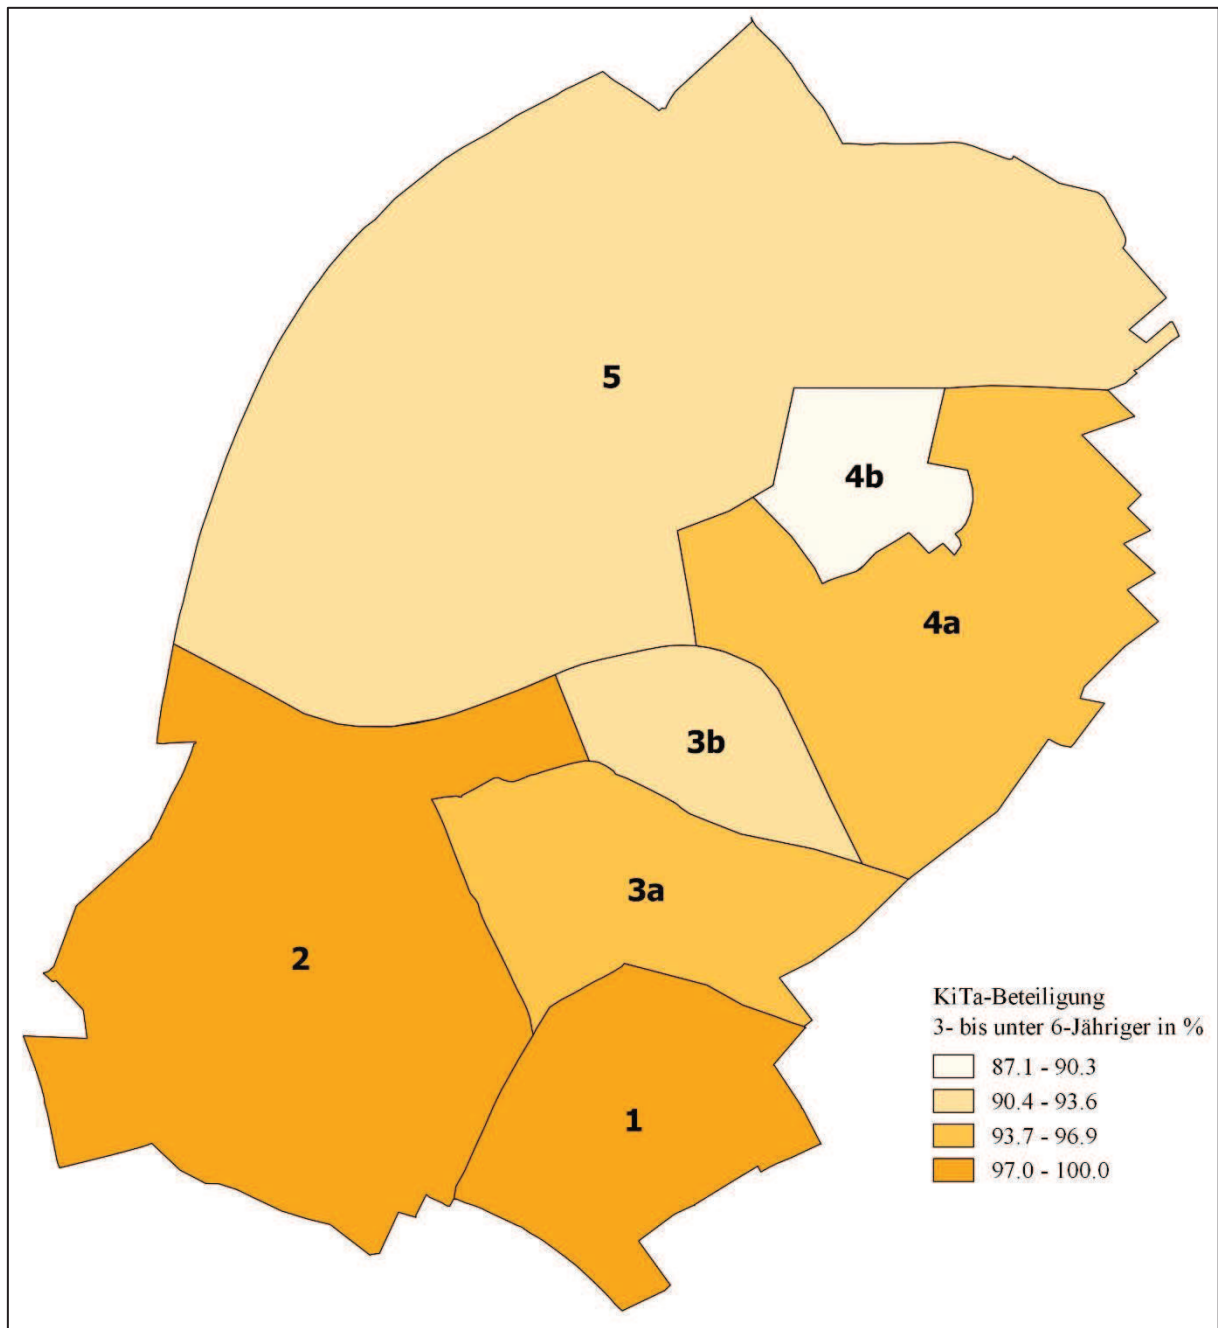 5
4b
4a
3b
3a
2
1
KiTa-Beteiligung
3- bis unter 6-Jähriger in %
87.1 - 90.3
90.4 - 93.6
93.7 - 96.9
97.0 - 100.0